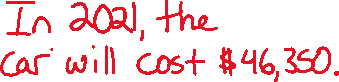 In 2021, the
car will cost $46,350.